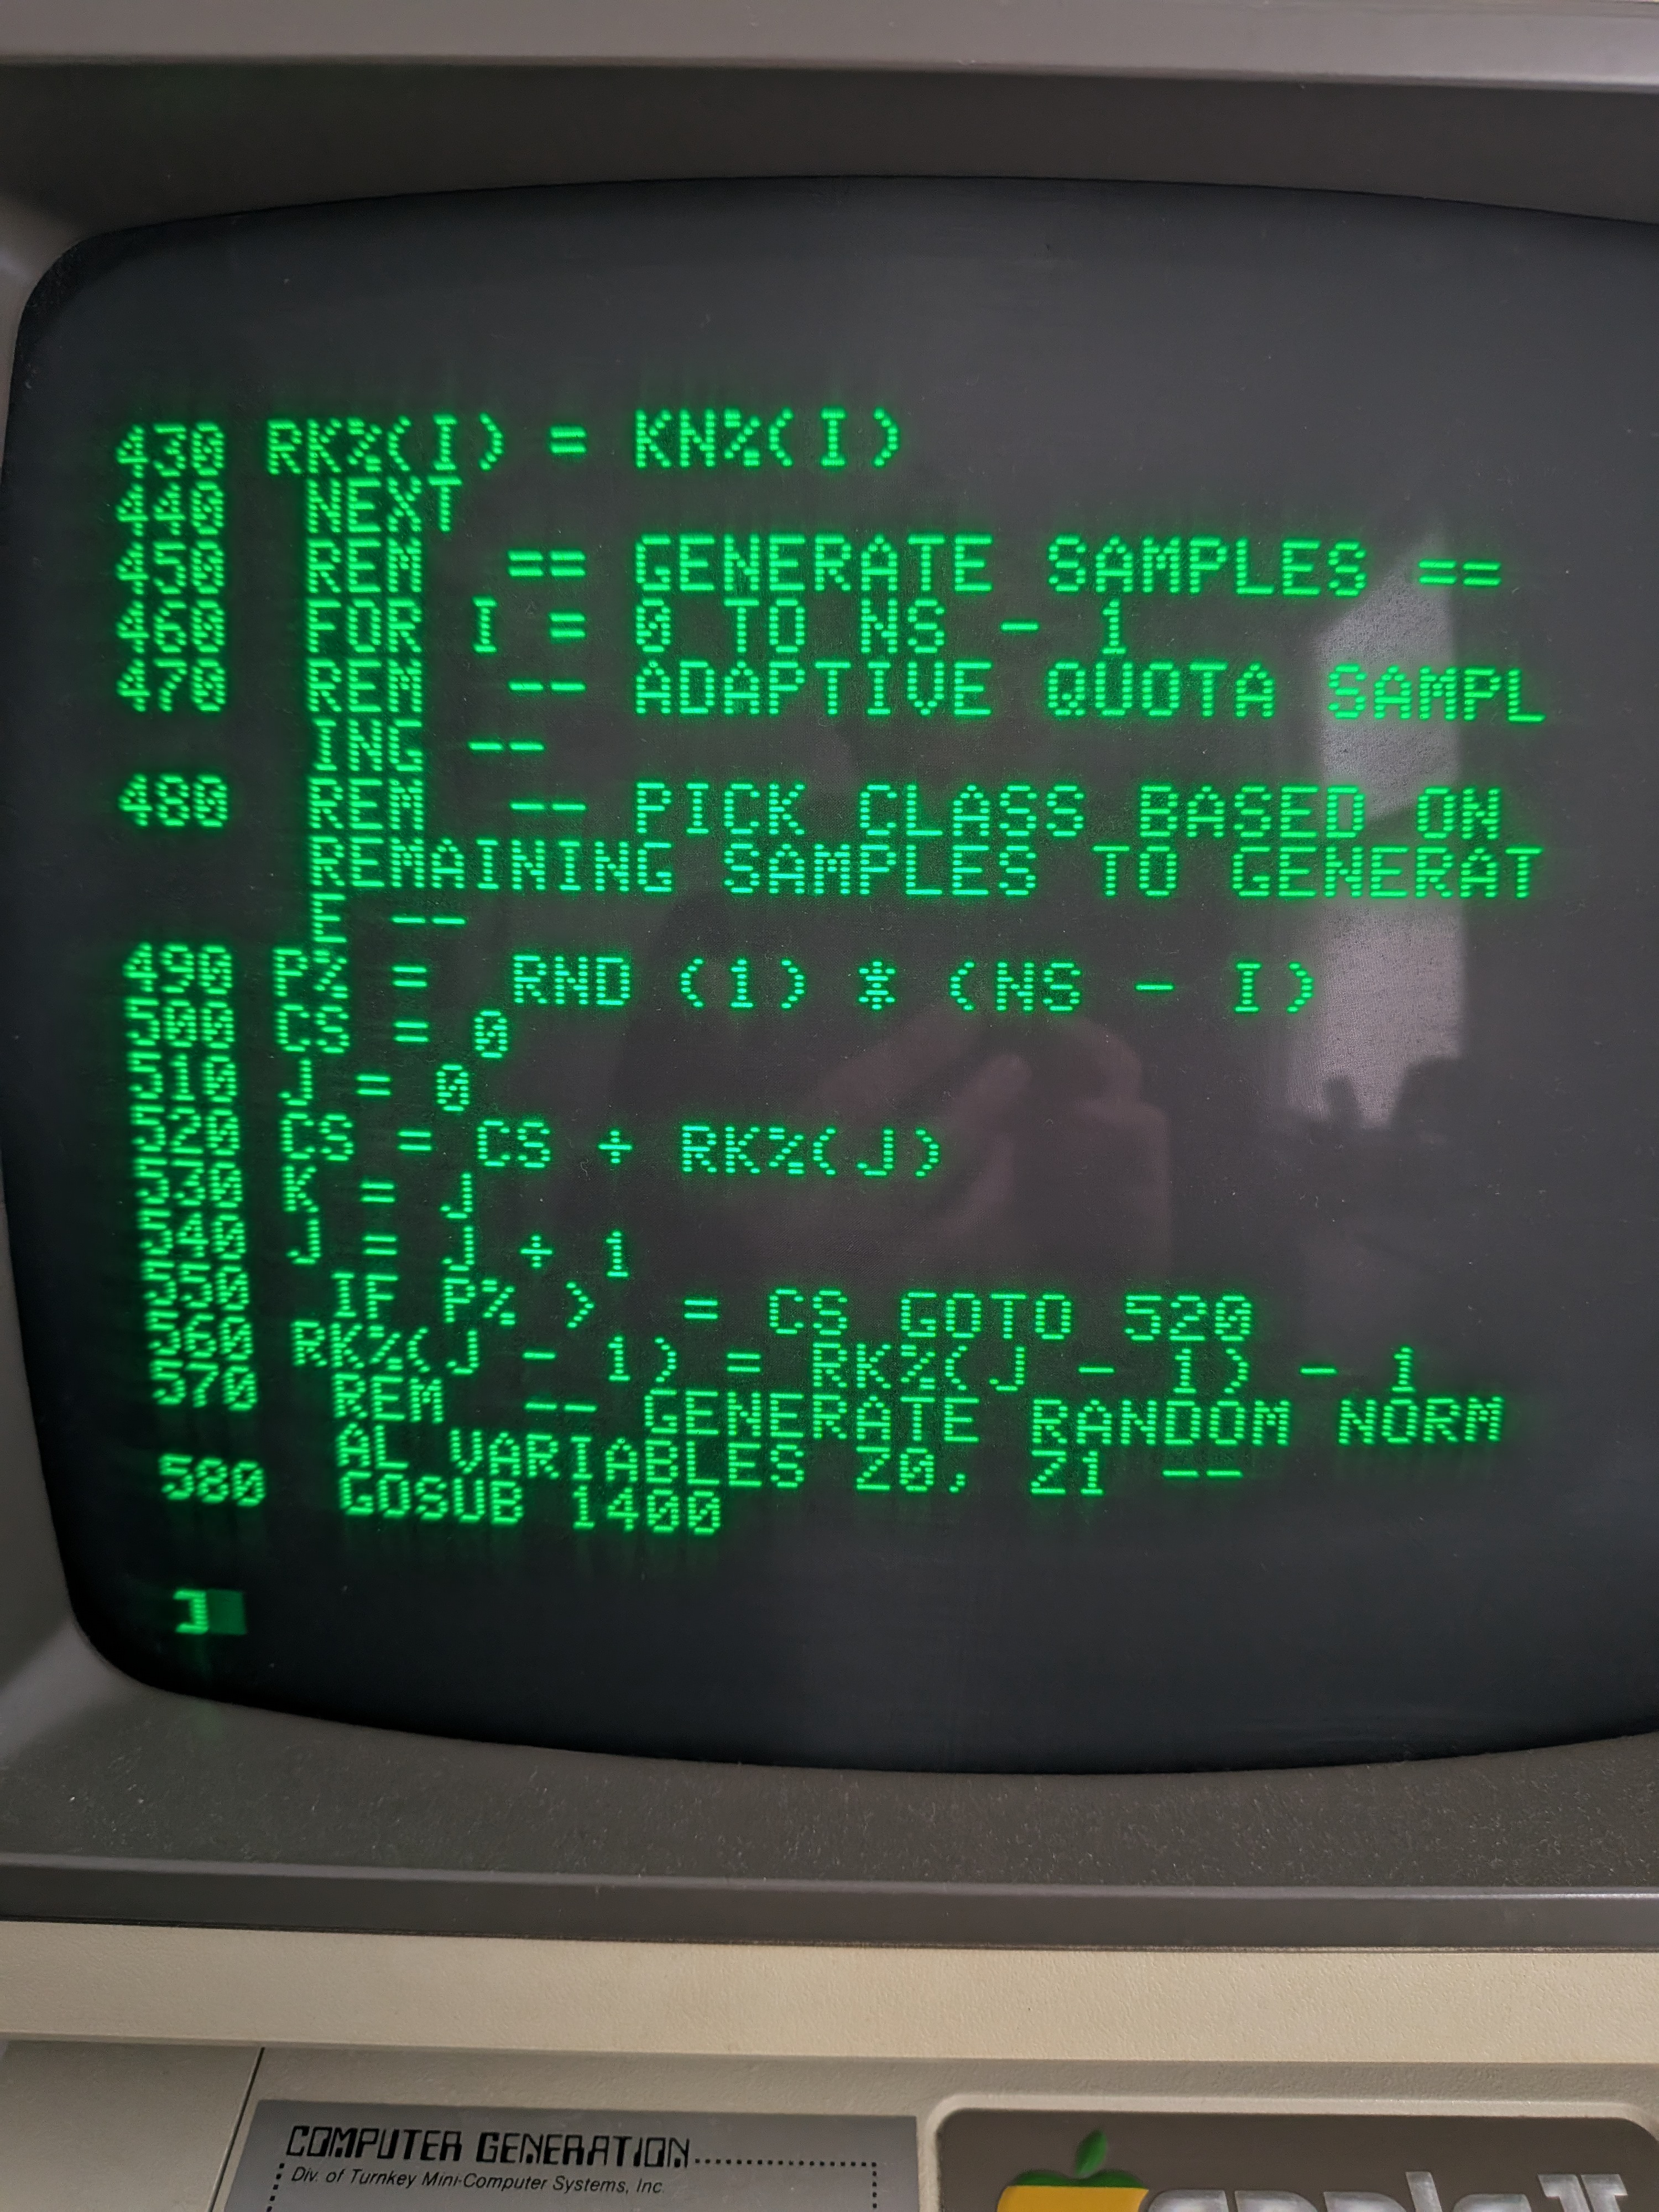 430 RK%(I) = KN%(I)
440 NEXT
450 REM == GENERATE SAMPLES ==
460 FOR I = 0 TO NS - 1
470 REM -- ADAPTIVE QUOTA SAMPL
ING --
480 REM -- PICK CLASS BASED ON
REMAINING SAMPLES TO GENERAT
E --
490 P% = RND (1) * (NS - I)
500 CS = 0
510 J = 0
520 CS = CS + RK%(J)
530 K = J
540 J = J + 1
550 IF P% > = CS GOTO 520
560 RK%(J - 1) = RK%(J - 1) - 1
570 REM -- GENERATE RANDOM NORM
AL VARIABLES Z0, Z1 --
580 GOSUB 1400
]
COMPUTER GENERATION
Div. of Turnkey Mini-Computer Systems, Inc.
apple II